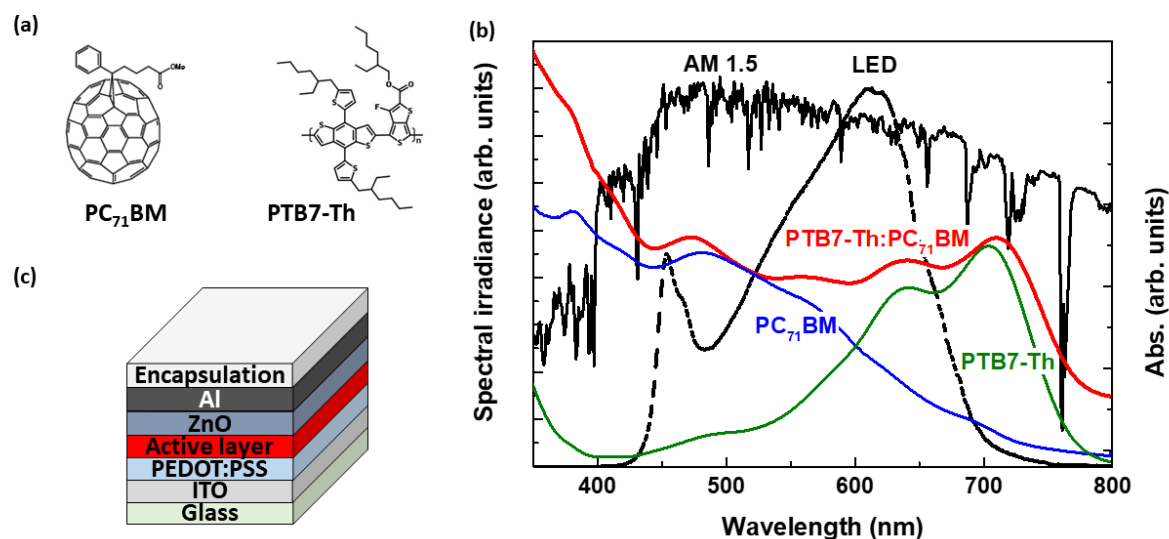 (a)
OMe
O
PC₇₁BM
O
O
F
S
S
S
S
S
S
n
PTB7-Th
(b)
AM 1.5
LED
PTB7-Th:PC₇₁BM
PC₇₁BM
PTB7-Th
Spectral irradiance (arb. units)
Abs. (arb. units)
400 500 600 700 800
Wavelength (nm)
(c)
Encapsulation
Al
ZnO
Active layer
PEDOT:PSS
ITO
Glass